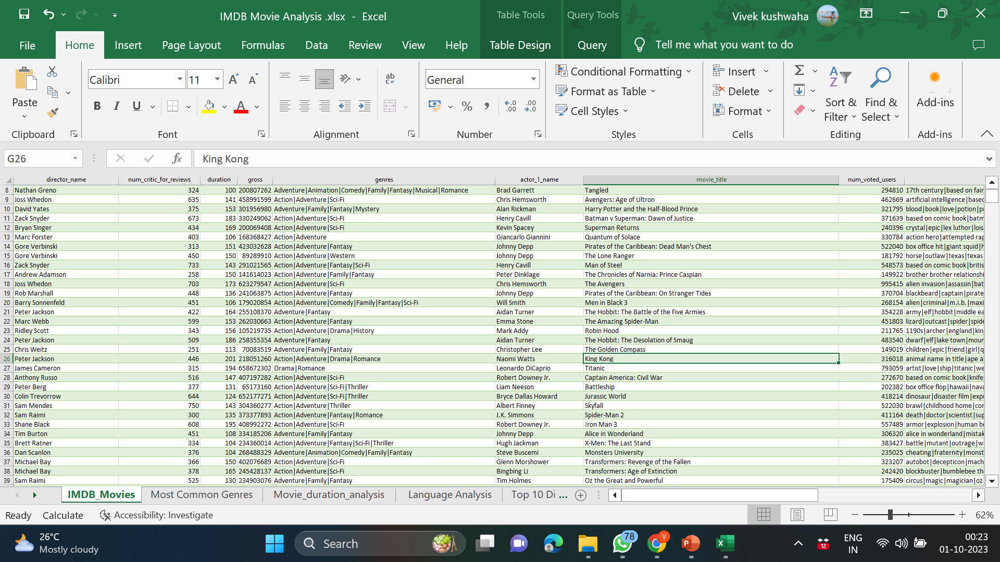 IMDB Movie Analysis .xlsx - Excel
Table Tools
Query Tools
Vivek kushwaha
File Home Insert Page Layout Formulas Data Review View Help Table Design Query Tell me what you want to do
Paste
Calibri 11
ab
General
Conditional Formatting
Format as Table
Cell Styles
Insert
Delete
Format
Sort & Filter
Find & Select
Add-ins
Clipboard Font Alignment Number Styles Cells Editing Add-ins
G26 fx King Kong
director_name num_critic_for_reviews duration gross genres actor_1_name movie_title num_voted_users
8 Nathan Greno 324 100 200807262 Adventure|Animation|Comedy|Family|Fantasy|Musical|Romance Brad Garrett Tangled 294810 17th century|based on fair
9 Joss Whedon 635 141 458991599 Action|Adventure|Sci-Fi Chris Hemsworth Avengers: Age of Ultron 462669 artificial intelligence|based
10 David Yates 375 153 301956980 Adventure|Family|Fantasy|Mystery Alan Rickman Harry Potter and the Half-Blood Prince 321795 blood|book|love|potion|p
11 Zack Snyder 673 183 330249062 Action|Adventure|Sci-Fi Henry Cavill Batman v Superman: Dawn of Justice 371639 based on comic book|batm
12 Bryan Singer 434 169 200069408 Action|Adventure|Sci-Fi Kevin Spacey Superman Returns 240396 crystal|epic|lex luthor|lois
13 Marc Forster 403 106 168368427 Action|Adventure Giancarlo Giannini Quantum of Solace 330784 action hero|attempted rap
14 Gore Verbinski 313 151 423032628 Action|Adventure|Fantasy Johnny Depp Pirates of the Caribbean: Dead Man's Chest 522040 box office hit|giant squid|h
15 Gore Verbinski 450 150 89289910 Action|Adventure|Western Johnny Depp The Lone Ranger 181792 horse|outlaw|texas|texas
16 Zack Snyder 733 143 291021565 Action|Adventure|Fantasy|Sci-Fi Henry Cavill Man of Steel 548573 based on comic book|britis
17 Andrew Adamson 258 150 141614023 Action|Adventure|Family|Fantasy Peter Dinklage The Chronicles of Narnia: Prince Caspian 149922 brother brother relationshi
18 Joss Whedon 703 173 623279547 Action|Adventure|Sci-Fi Chris Hemsworth The Avengers 995415 alien invasion|assassin|bat
19 Rob Marshall 448 136 241063875 Action|Adventure|Fantasy Johnny Depp Pirates of the Caribbean: On Stranger Tides 370704 blackbeard|captain|pirate
20 Barry Sonnenfeld 451 106 179020854 Action|Adventure|Comedy|Family|Fantasy|Sci-Fi Will Smith Men in Black 3 268154 alien|criminal|m.i.b.|maxi
21 Peter Jackson 422 164 255108370 Adventure|Fantasy Aidan Turner The Hobbit: The Battle of the Five Armies 354228 army|elf|hobbit|middle ea
22 Marc Webb 599 153 262030663 Action|Adventure|Fantasy Emma Stone The Amazing Spider-Man 451803 lizard|outcast|spider|spide
23 Ridley Scott 343 156 105219735 Action|Adventure|Drama|History Mark Addy Robin Hood 211765 1190s|archer|england|kin
24 Peter Jackson 509 186 258355354 Adventure|Fantasy Aidan Turner The Hobbit: The Desolation of Smaug 483540 dwarf|elf|lake town|moun
25 Chris Weitz 251 113 70083519 Adventure|Family|Fantasy Christopher Lee The Golden Compass 149019 children|epic|friend|girl|q
26 Peter Jackson 446 201 218051260 Action|Adventure|Drama|Romance Naomi Watts King Kong 316018 animal name in title|ape a
27 James Cameron 315 194 658672302 Drama|Romance Leonardo DiCaprio Titanic 793059 artist|love|ship|titanic|we
28 Anthony Russo 516 147 407197282 Action|Adventure|Sci-Fi Robert Downey Jr. Captain America: Civil War 272670 based on comic book|knife
29 Peter Berg 377 131 65173160 Action|Adventure|Sci-Fi|Thriller Liam Neeson Battleship 202382 box office flop|hawaii|nava
30 Colin Trevorrow 644 124 652177271 Action|Adventure|Sci-Fi|Thriller Bryce Dallas Howard Jurassic World 418214 dinosaur|disaster film|expe
31 Sam Mendes 750 143 304360277 Action|Adventure|Thriller Albert Finney Skyfall 522030 brawl|childhood home|cor
32 Sam Raimi 300 135 373377893 Action|Adventure|Fantasy|Romance J.K. Simmons Spider-Man 2 411164 death|doctor|scientist|sup
33 Shane Black 608 195 408992272 Action|Adventure|Sci-Fi Robert Downey Jr. Iron Man 3 557489 armor|explosion|human b
34 Tim Burton 451 108 334185206 Adventure|Family|Fantasy Johnny Depp Alice in Wonderland 306320 alice in wonderland|mistak
35 Brett Ratner 334 104 234360014 Action|Adventure|Fantasy|Sci-Fi|Thriller Hugh Jackman X-Men: The Last Stand 383427 battle|mutant|outrage|w
36 Dan Scanlon 376 104 268488329 Adventure|Animation|Comedy|Family|Fantasy Steve Buscemi Monsters University 235025 cheating|fraternity|monst
37 Michael Bay 366 150 402076689 Action|Adventure|Sci-Fi Glenn Morshower Transformers: Revenge of the Fallen 323207 autobot|decepticon|mach
38 Michael Bay 378 165 245428137 Action|Adventure|Sci-Fi Bingbing Li Transformers: Age of Extinction 242420 blockbuster|bumblebee th
39 Sam Raimi 525 130 234903076 Adventure|Family|Fantasy Tim Holmes Oz the Great and Powerful 175409 circus|magic|magician|oz
IMDB_Movies Most Common Genres Movie_duration_analysis Language Analysis Top 10 Di ...
Ready Calculate Accessibility: Investigate 62%
26°C
Mostly cloudy
Search
78
V
12
ENG
IN
00:23
01-10-2023